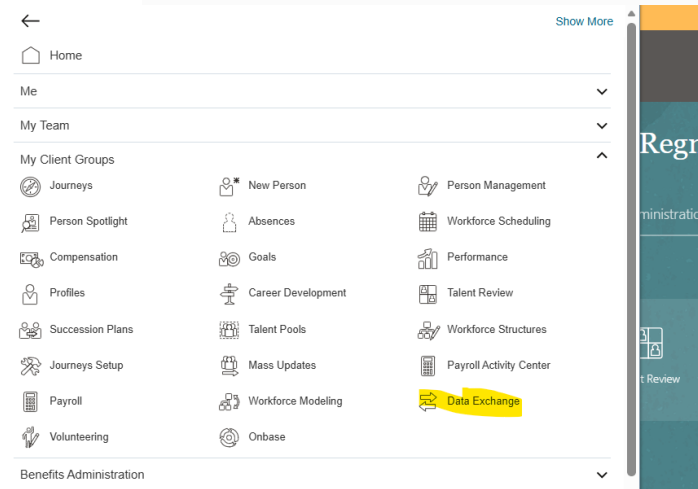 Show More
Home
Me
My Team
My Client Groups
Journeys
New Person
Person Management
Person Spotlight
Absences
Workforce Scheduling
Compensation
Goals
Performance
Profiles
Career Development
Talent Review
Succession Plans
Talent Pools
Workforce Structures
Journeys Setup
Mass Updates
Payroll Activity Center
Payroll
Workforce Modeling
Data Exchange
Volunteering
Onbase
Benefits Administration
t Review